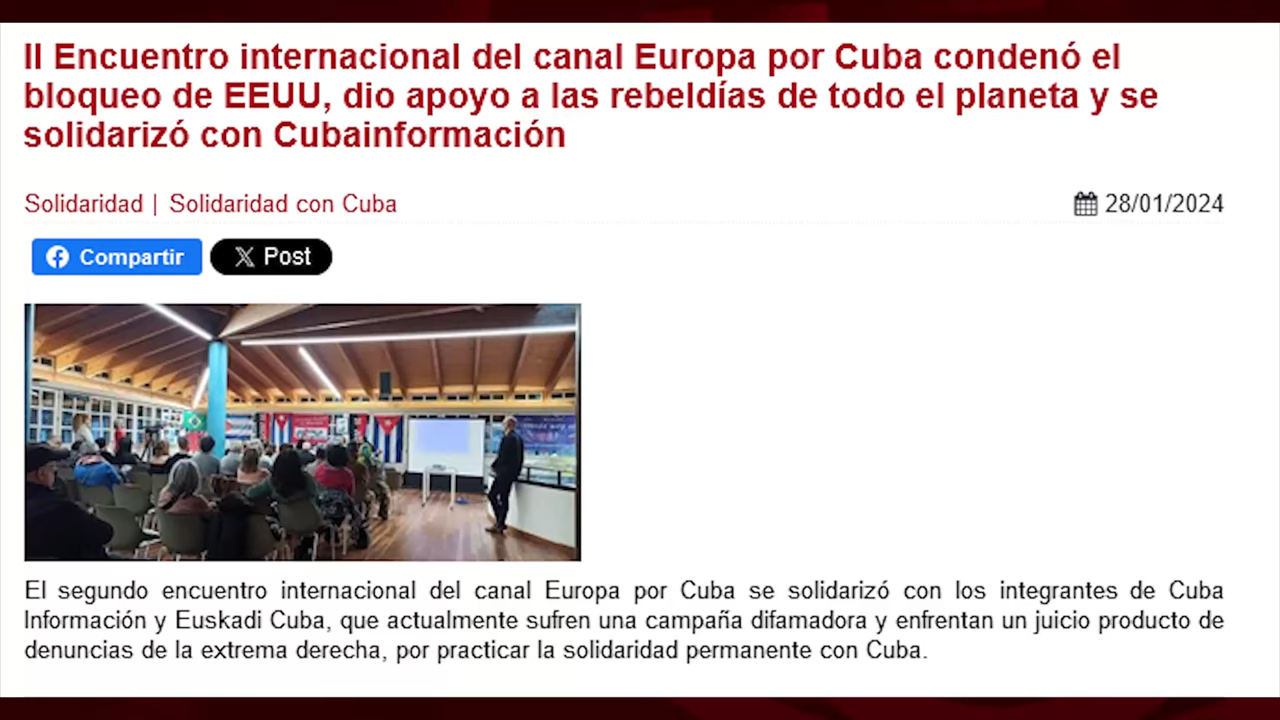 II Encuentro internacional del canal Europa por Cuba condenó el
bloqueo de EEUU, dio apoyo a las rebeldías de todo el planeta y se
solidarizó con Cubainformación
Solidaridad | Solidaridad con Cuba
28/01/2024
Compartir
Post
El segundo encuentro internacional del canal Europa por Cuba se solidarizó con los integrantes de Cuba
Información y Euskadi Cuba, que actualmente sufren una campaña difamadora y enfrentan un juicio producto de
denuncias de la extrema derecha, por practicar la solidaridad permanente con Cuba.